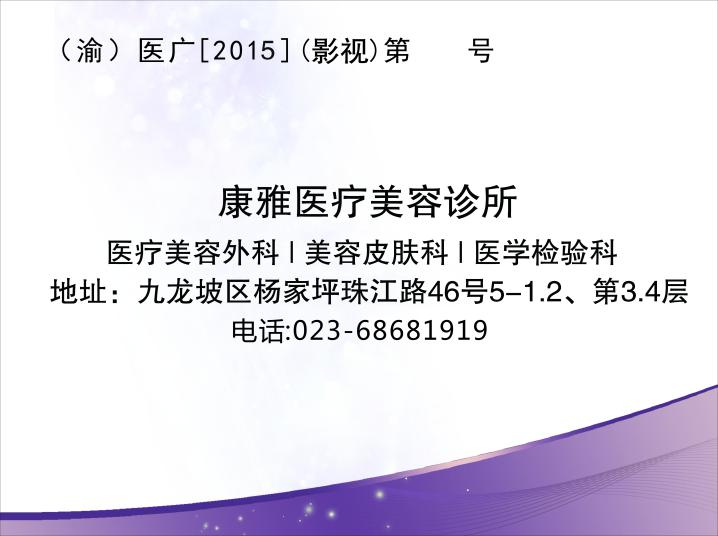 （渝）医广[2015](影视)第　　号
康雅医疗美容诊所
医疗美容外科 | 美容皮肤科 | 医学检验科
地址：九龙坡区杨家坪珠江路46号5-1.2、第3.4层
电话:023-68681919